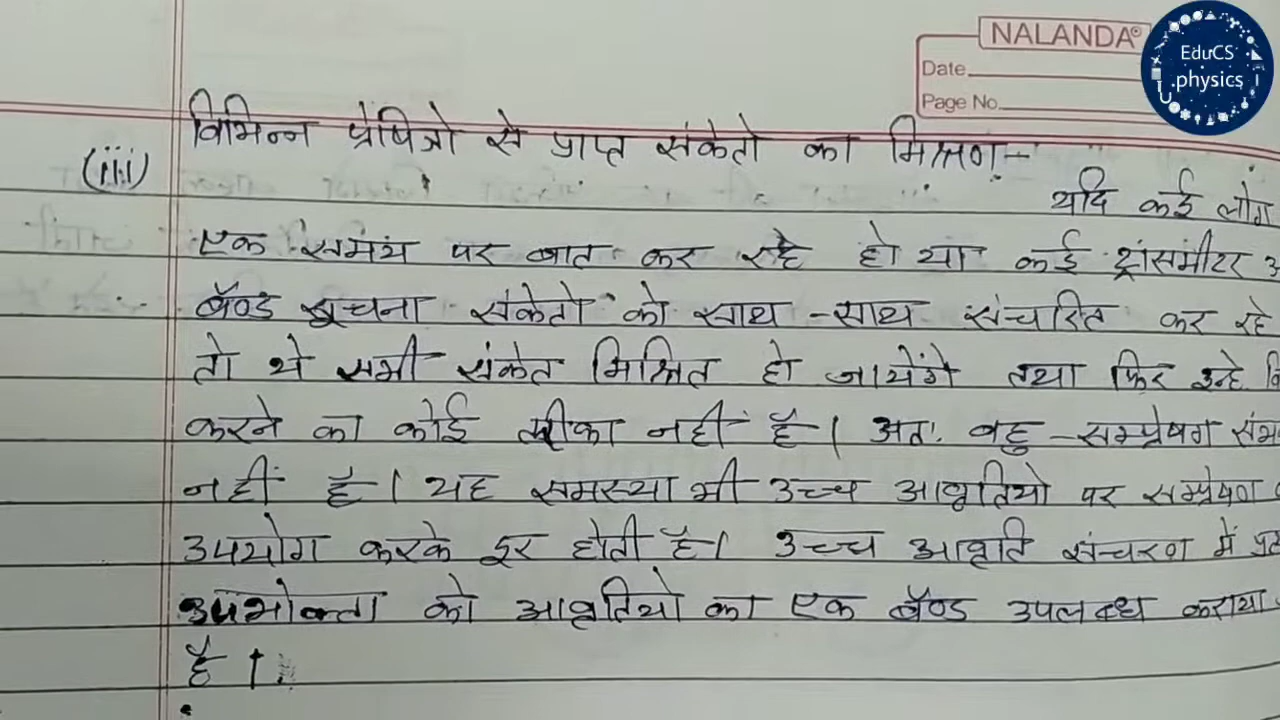 NALANDA
EduCS
physics
Date
Page No.
(iii) विभिन्न प्रेषित्रो से प्राप्त संकेतो का मिश्रण:-
यदि कई लोग
एक समय पर बात कर रहे हो या कई ट्रांसमीटर
बॅण्ड सूचना संकेतो को साथ-साथ संचारित कर रहे
तो ये सभी संकेत मिश्रित हो जायेंगे तथा फिर इन्हे
करने का कोई तरीका नहीं है। अतः बहु-सम्प्रेषण
नहीं है। यह समस्या भी उच्च आवृतियो पर सम्प्रेषण
उपयोग करके दूर होती है। उच्च आवृति संचरण में
उपभोक्ता को आवृतियो का एक बॅण्ड उपलब्ध कराया
है।